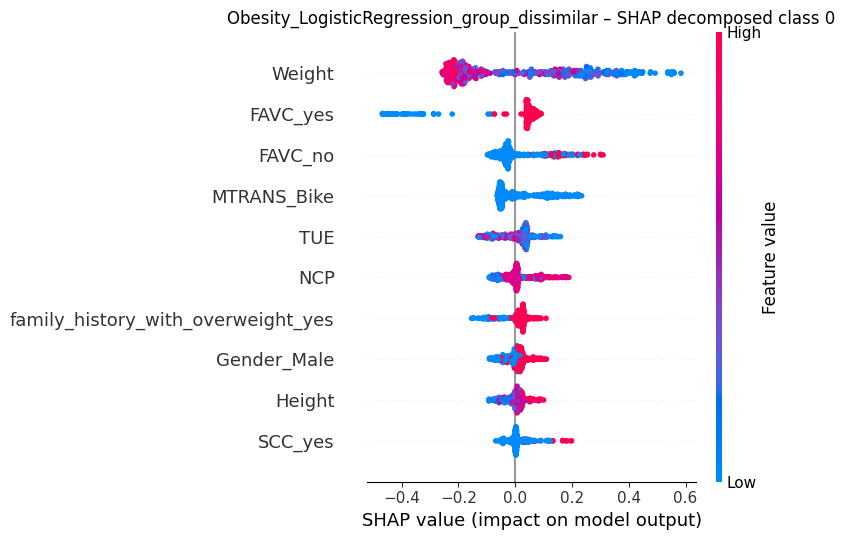 Obesity_LogisticRegression_group_dissimilar – SHAP decomposed class 0
High
Weight
FAVC_yes
FAVC_no
MTRANS_Bike
TUE
NCP
family_history_with_overweight_yes
Gender_Male
Height
SCC_yes
Feature value
Low
−0.4 −0.2 0.0 0.2 0.4 0.6
SHAP value (impact on model output)